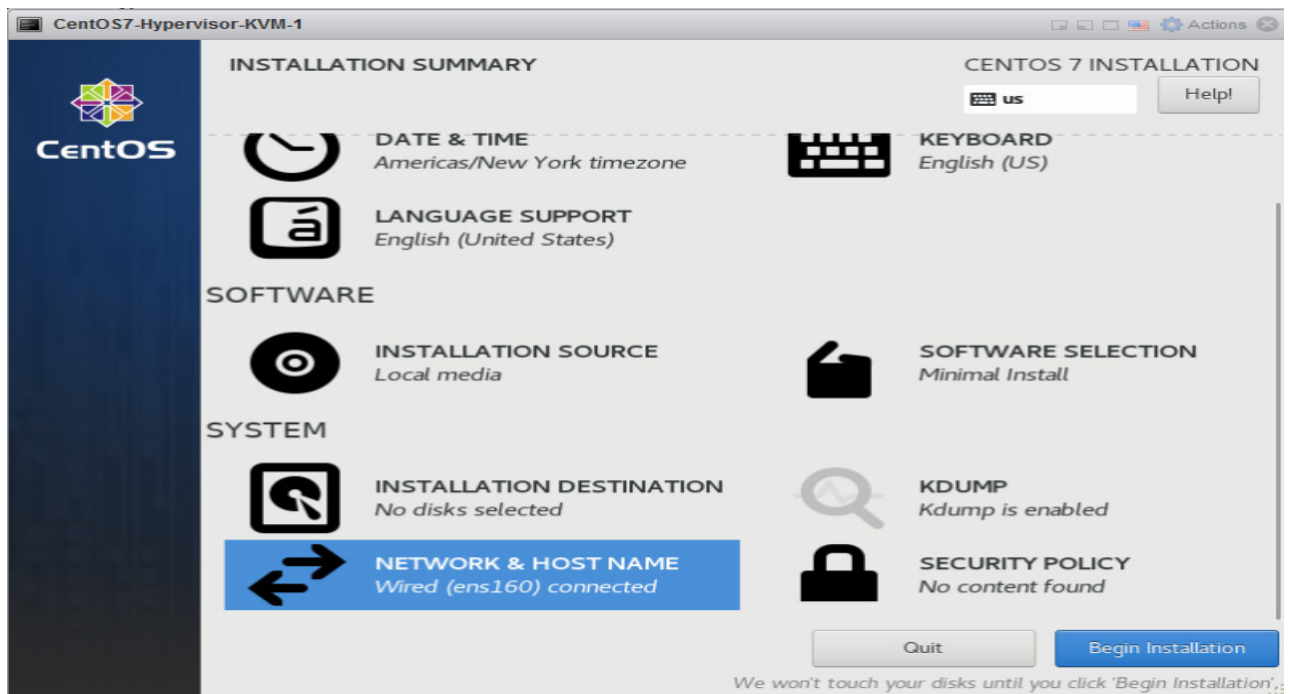 CentOS7-Hypervisor-KVM-1
Actions
INSTALLATION SUMMARY
CENTOS 7 INSTALLATION
us
Help!
CentOS
DATE & TIME
Americas/New York timezone
KEYBOARD
English (US)
á
LANGUAGE SUPPORT
English (United States)
SOFTWARE
INSTALLATION SOURCE
Local media
SOFTWARE SELECTION
Minimal Install
SYSTEM
INSTALLATION DESTINATION
No disks selected
KDUMP
Kdump is enabled
NETWORK & HOST NAME
Wired (ens160) connected
SECURITY POLICY
No content found
Quit
Begin Installation
We won't touch your disks until you click 'Begin Installation'.